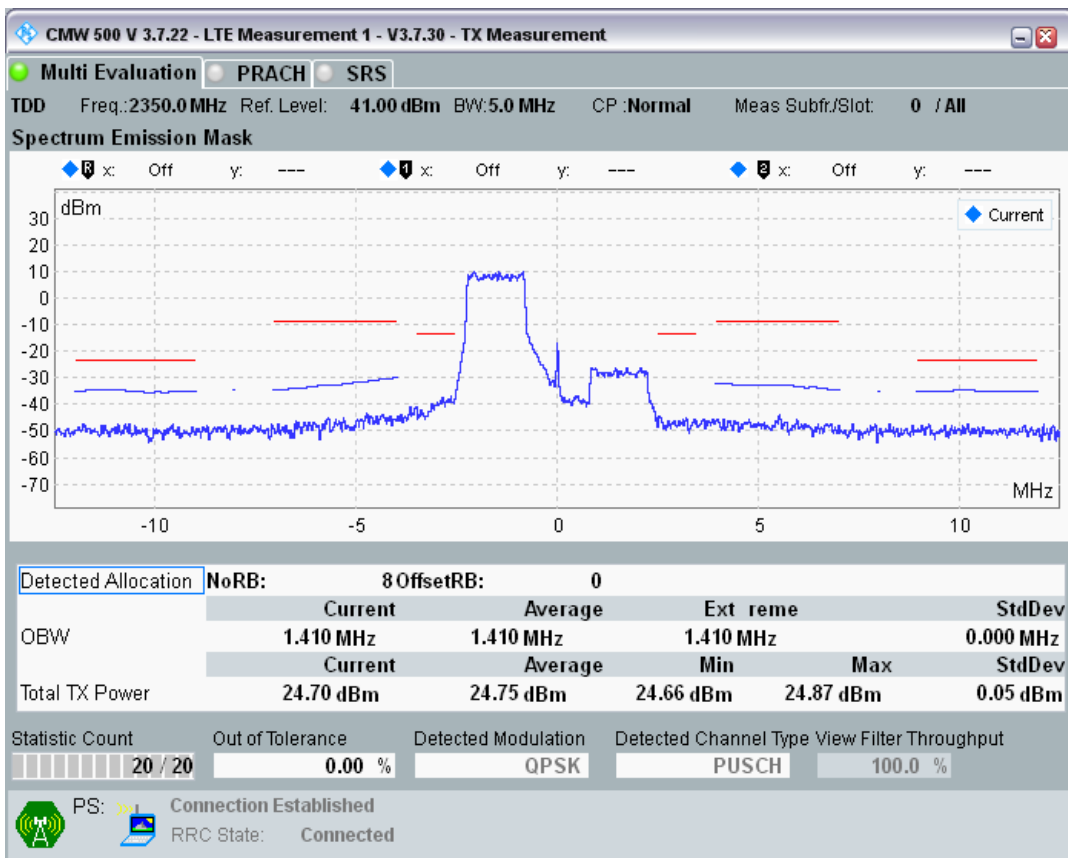 CMW 500 V 3.7.22 - LTE Measurement 1 - V3.7.30 - TX Measurement
Multi Evaluation PRACH SRS
TDD Freq.:2350.0 MHz Ref. Level: 41.00 dBm BW:5.0 MHz CP :Normal Meas Subfr./Slot: 0 / All
Spectrum Emission Mask
R x: Off y: --- 1 x: Off y: --- 2 x: Off y: ---
dBm
Current
30
20
10
0
-10
-20
-30
-40
-50
-60
-70
MHz
-10 -5 0 5 10
Detected Allocation NoRB: 8 OffsetRB: 0
Current Average Ext reme StdDev
OBW 1.410 MHz 1.410 MHz 1.410 MHz 0.000 MHz
Current Average Min Max StdDev
Total TX Power 24.70 dBm 24.75 dBm 24.66 dBm 24.87 dBm 0.05 dBm
Statistic Count Out of Tolerance Detected Modulation Detected Channel Type View Filter Throughput
20 / 20 0.00 % QPSK PUSCH 100.0 %
PS: Connection Established
RRC State: Connected